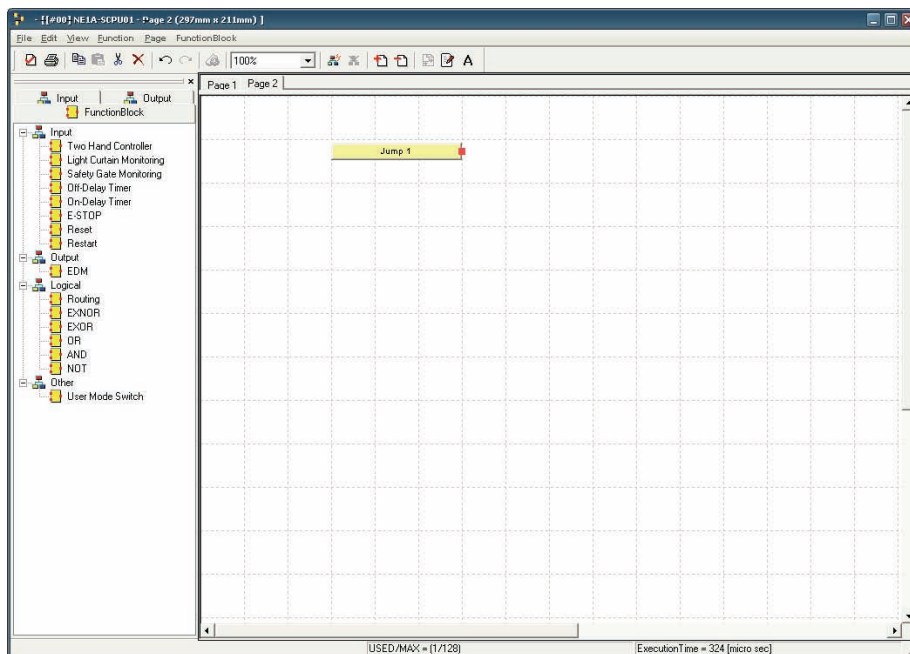 - [[#00] NE1A-SCPU01 - Page 2 (297mm x 211mm) ]
File Edit View Function Page FunctionBlock
100%
A
Input Output
FunctionBlock
Page 1 Page 2
Input
Two Hand Controller
Light Curtain Monitoring
Safety Gate Monitoring
Off-Delay Timer
On-Delay Timer
E-STOP
Reset
Restart
Output
EDM
Logical
Routing
EXNOR
EXOR
OR
AND
NOT
Other
User Mode Switch
Jump 1
USED/MAX = (1/128) ExecutionTime = 324 [micro sec]